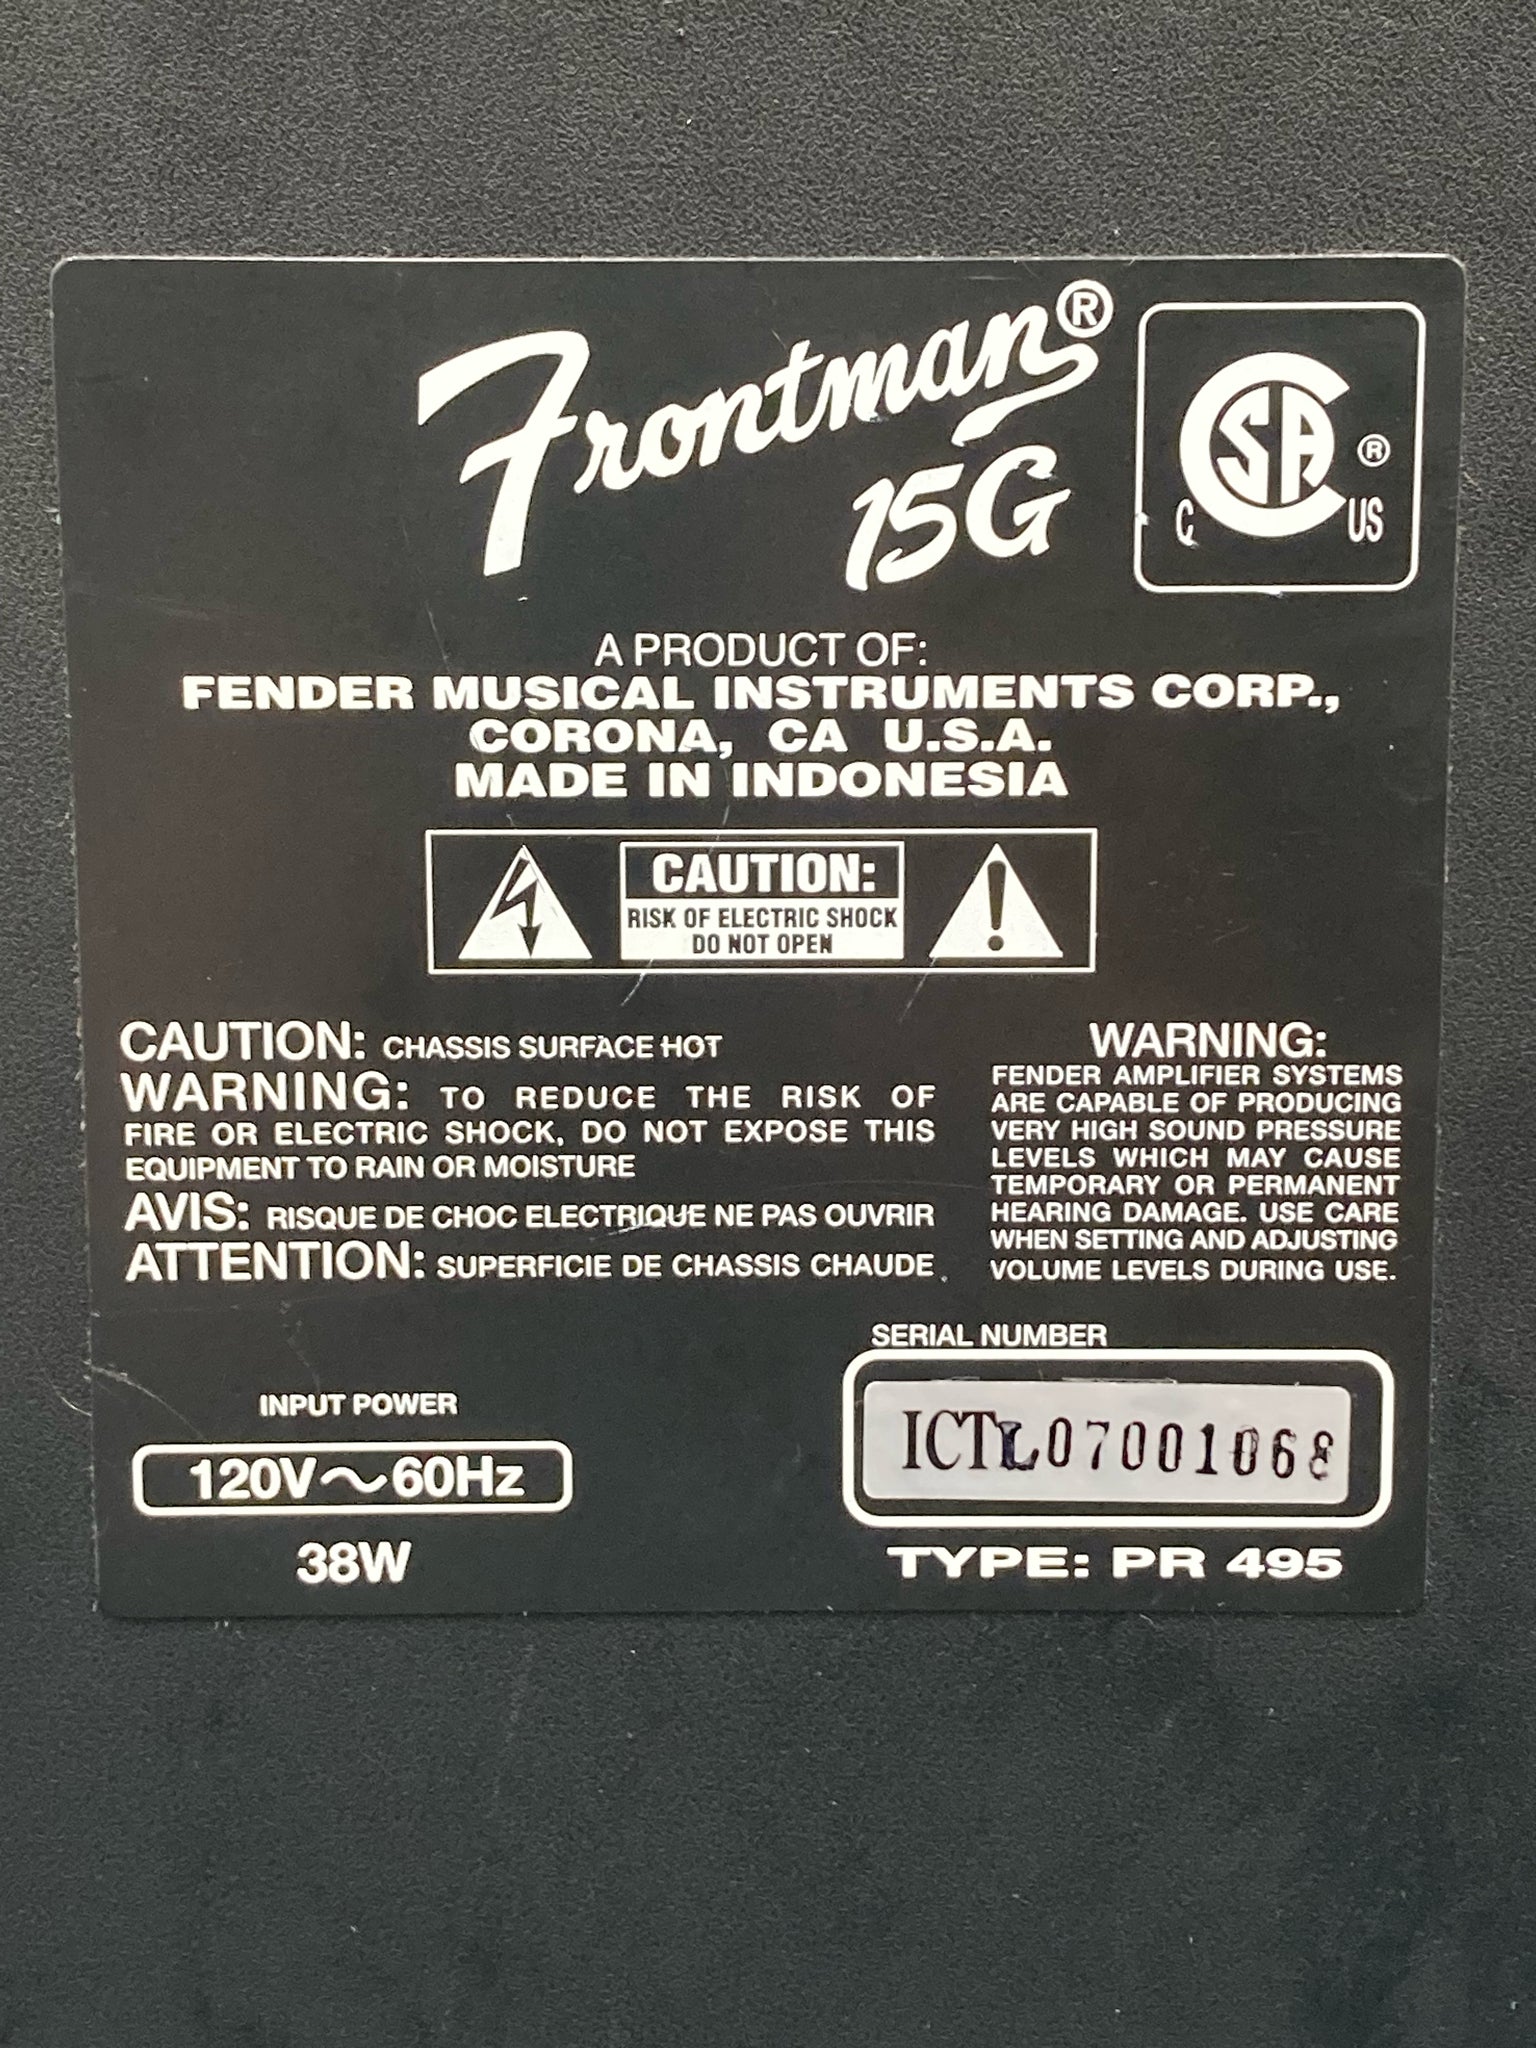 Frontman®
15G
CSA®
C US
A PRODUCT OF:
FENDER MUSICAL INSTRUMENTS CORP.,
CORONA, CA U.S.A.
MADE IN INDONESIA
CAUTION:
RISK OF ELECTRIC SHOCK
DO NOT OPEN
CAUTION: CHASSIS SURFACE HOT
WARNING: TO REDUCE THE RISK OF
FIRE OR ELECTRIC SHOCK, DO NOT EXPOSE THIS
EQUIPMENT TO RAIN OR MOISTURE
AVIS: RISQUE DE CHOC ELECTRIQUE NE PAS OUVRIR
ATTENTION: SUPERFICIE DE CHASSIS CHAUDE
WARNING:
FENDER AMPLIFIER SYSTEMS
ARE CAPABLE OF PRODUCING
VERY HIGH SOUND PRESSURE
LEVELS WHICH MAY CAUSE
TEMPORARY OR PERMANENT
HEARING DAMAGE. USE CARE
WHEN SETTING AND ADJUSTING
VOLUME LEVELS DURING USE.
INPUT POWER
120V~60Hz
38W
SERIAL NUMBER
ICTL07001068
TYPE: PR 495